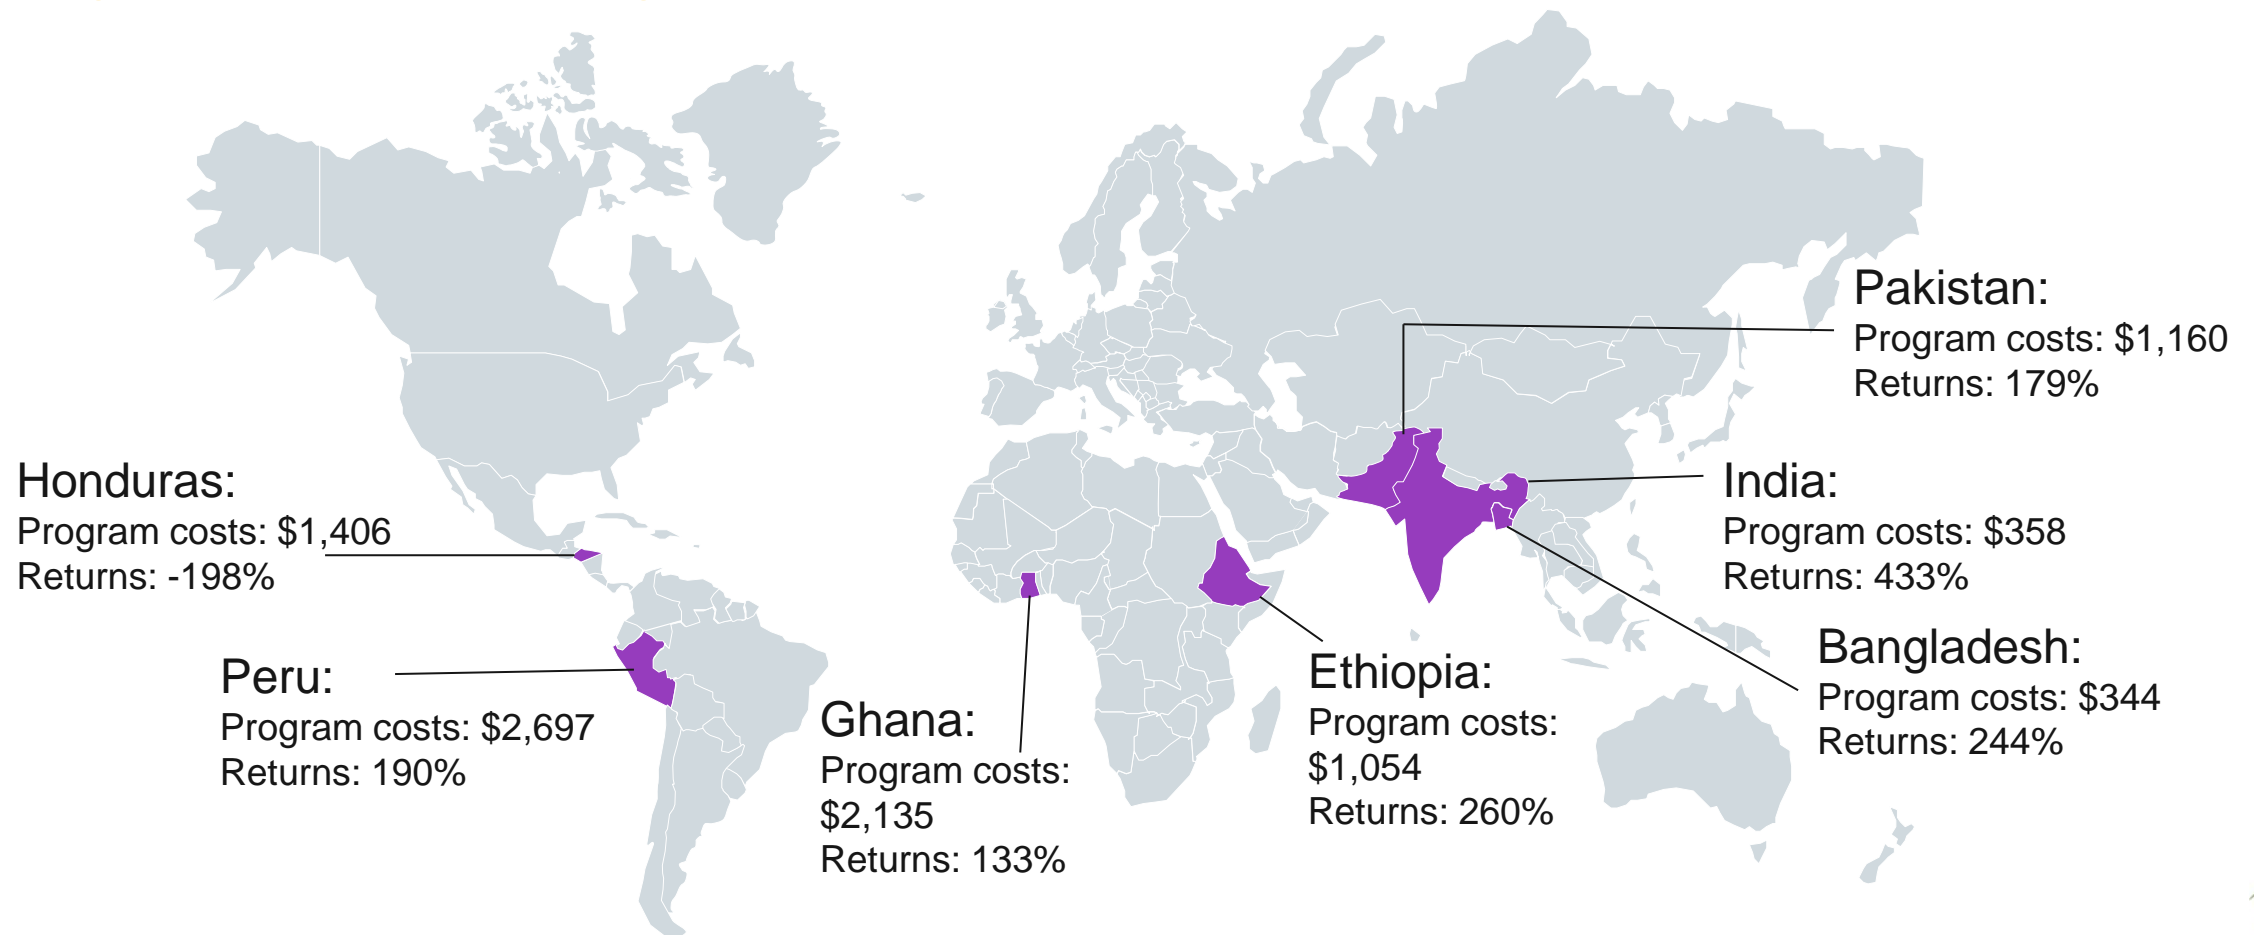 Pakistan:
Program costs: $1,160
Returns: 179%
Honduras:
Program costs: $1,406
Returns: -198%
India:
Program costs: $358
Returns: 433%
Peru:
Program costs: $2,697
Returns: 190%
Ghana:
Program costs:
$2,135
Returns: 133%
Ethiopia:
Program costs:
$1,054
Returns: 260%
Bangladesh:
Program costs: $344
Returns: 244%